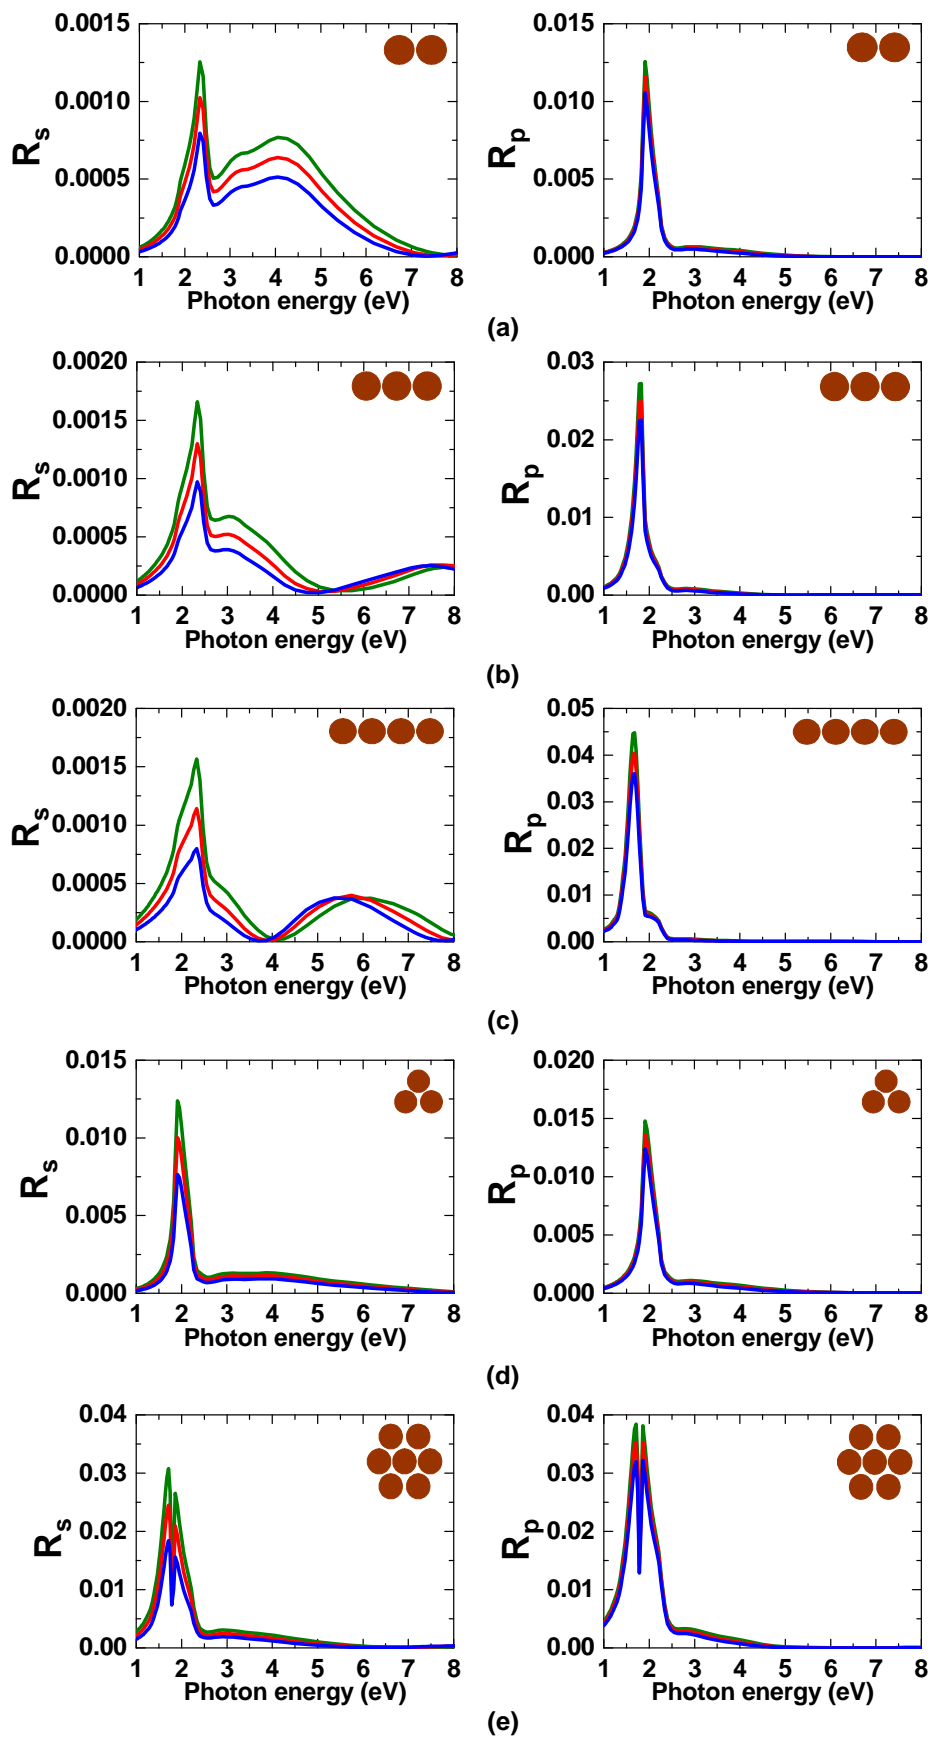 0.0015
0.0010
0.0005
0.0000
R_s
1 2 3 4 5 6 7 8
Photon energy (eV)
0.015
0.010
0.005
0.000
R_p
1 2 3 4 5 6 7 8
Photon energy (eV)
(a)
0.0020
0.0015
0.0010
0.0005
0.0000
R_s
1 2 3 4 5 6 7 8
Photon energy (eV)
0.03
0.02
0.01
0.00
R_p
1 2 3 4 5 6 7 8
Photon energy (eV)
(b)
0.0020
0.0015
0.0010
0.0005
0.0000
R_s
1 2 3 4 5 6 7 8
Photon energy (eV)
0.05
0.04
0.03
0.02
0.01
0.00
R_p
1 2 3 4 5 6 7 8
Photon energy (eV)
(c)
0.015
0.010
0.005
0.000
R_s
1 2 3 4 5 6 7 8
Photon energy (eV)
0.020
0.015
0.010
0.005
0.000
R_p
1 2 3 4 5 6 7 8
Photon energy (eV)
(d)
0.04
0.03
0.02
0.01
0.00
R_s
1 2 3 4 5 6 7 8
Photon energy (eV)
0.04
0.03
0.02
0.01
0.00
R_p
1 2 3 4 5 6 7 8
Photon energy (eV)
(e)